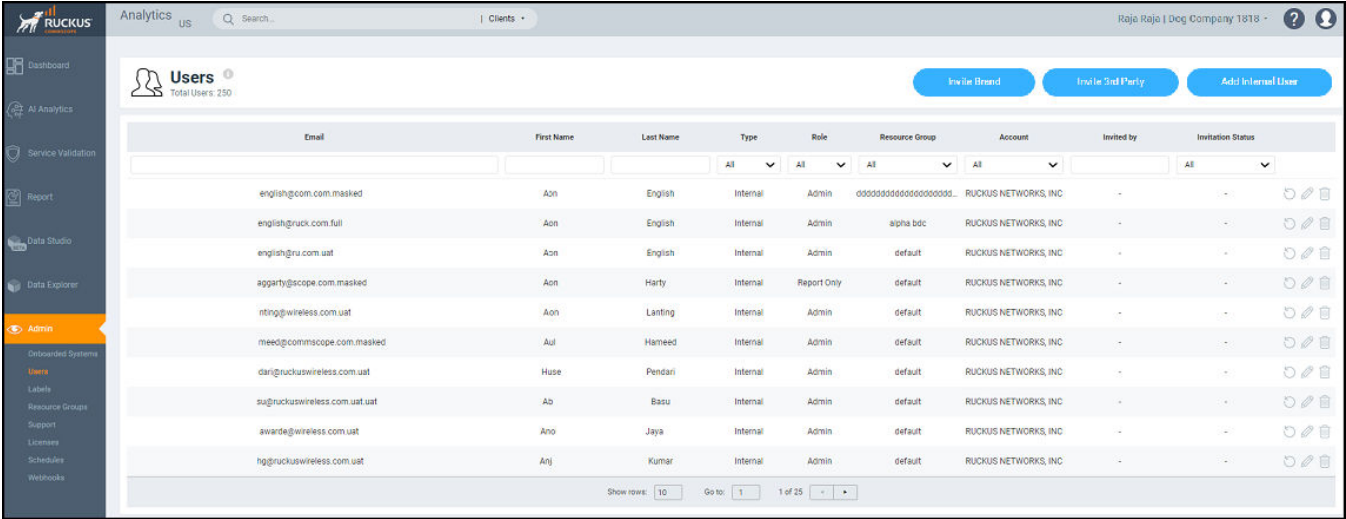 RUCKUS
COMMSCOPE
Analytics US
Search...
| Clients
Raja Raja | Dog Company 1818
?
Dashboard
AI Analytics
Service Validation
Report
Data Studio
BETA
Data Explorer
Admin
Onboarded Systems
Users
Labels
Resource Groups
Support
Licenses
Schedules
Webhooks
Users
Total Users: 250
Invite Brand Invite 3rd Party Add Internal User
Email First Name Last Name Type Role Resource Group Account Invited by Invitation Status
All All All All All
english@com.com.masked Aon English Internal Admin dddddddddddddddddddd... RUCKUS NETWORKS, INC - -
english@ruck.com.full Aon English Internal Admin alpha bdc RUCKUS NETWORKS, INC - -
english@ru.com.uat Aon English Internal Admin default RUCKUS NETWORKS, INC - -
aggarty@scope.com.masked Aon Harty Internal Report Only default RUCKUS NETWORKS, INC - -
nting@wireless.com.uat Aon Lanting Internal Admin default RUCKUS NETWORKS, INC - -
meed@commscope.com.masked Aul Hameed Internal Admin default RUCKUS NETWORKS, INC - -
dari@ruckuswireless.com.uat Huse Pendari Internal Admin default RUCKUS NETWORKS, INC - -
su@ruckuswireless.com.uat.uat Ab Basu Internal Admin default RUCKUS NETWORKS, INC - -
awarde@wireless.com.uat Ano Jaya Internal Admin default RUCKUS NETWORKS, INC - -
hg@ruckuswireless.com.uat Anj Kumar Internal Admin default RUCKUS NETWORKS, INC - -
Show rows: 10 Go to: 1 1 of 25